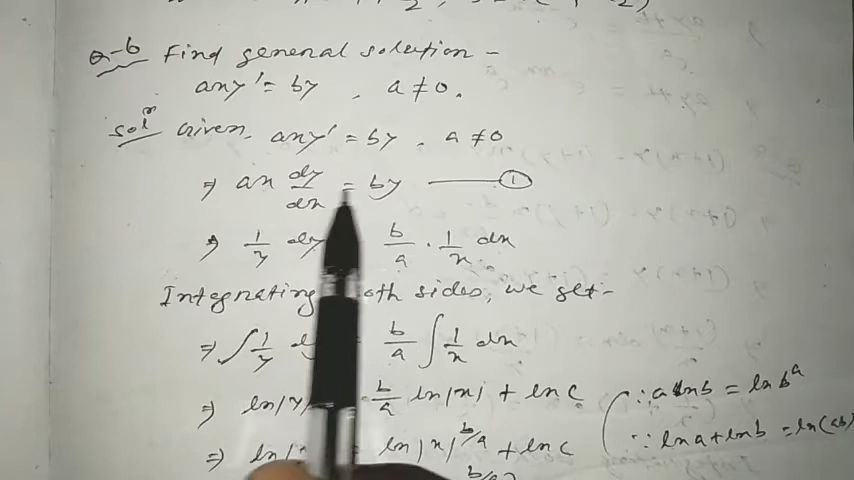 Q-6 Find general solution -
axy' = by , a ≠ 0.
Solⁿ Given, axy' = by , a ≠ 0
⇒ ax dy/dx = by ——— ①
⇒ 1/y dy b/a · 1/x dx
Integrating both sides, we get -
⇒ ∫ 1/y dy = b/a ∫ 1/x dx
⇒ ln|y| = b/a ln|x| + ln c
∵ a ln b = ln b^a
⇒ ln | = ln|x|^b/a + ln c
∵ ln a + ln b = ln(ab)
b/a